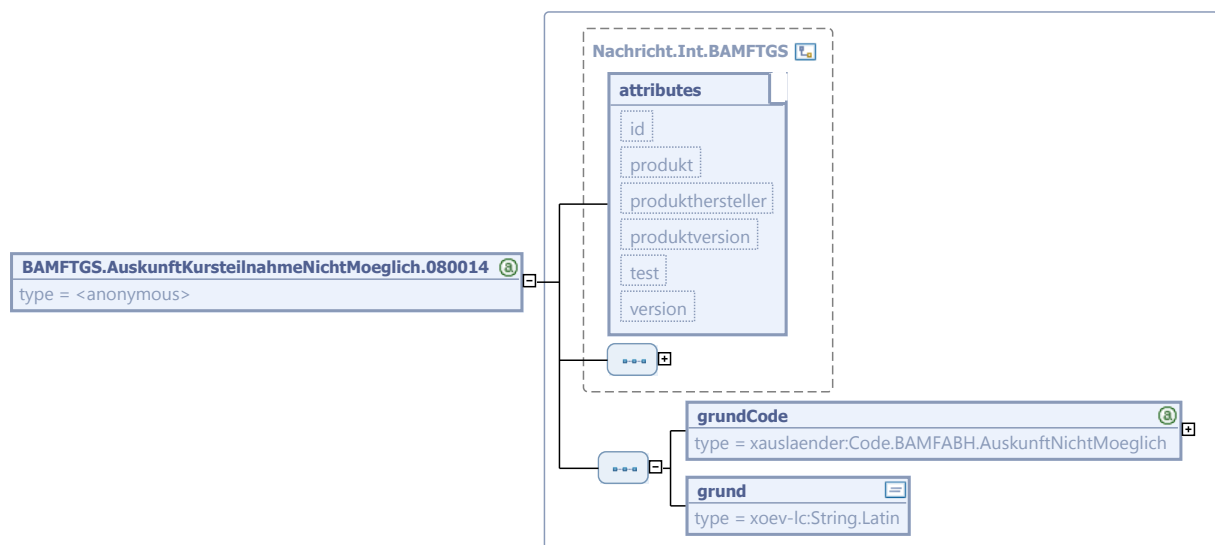 Nachricht.Int.BAMFTGS
attributes
id
produkt
produkthersteller
produktversion
test
version
BAMFTGS.AuskunftKursteilnahmeNichtMoeglich.080014
type = <anonymous>
grundCode
type = xauslaender:Code.BAMFABH.AuskunftNichtMoeglich
grund
type = xoev-lc:String.Latin